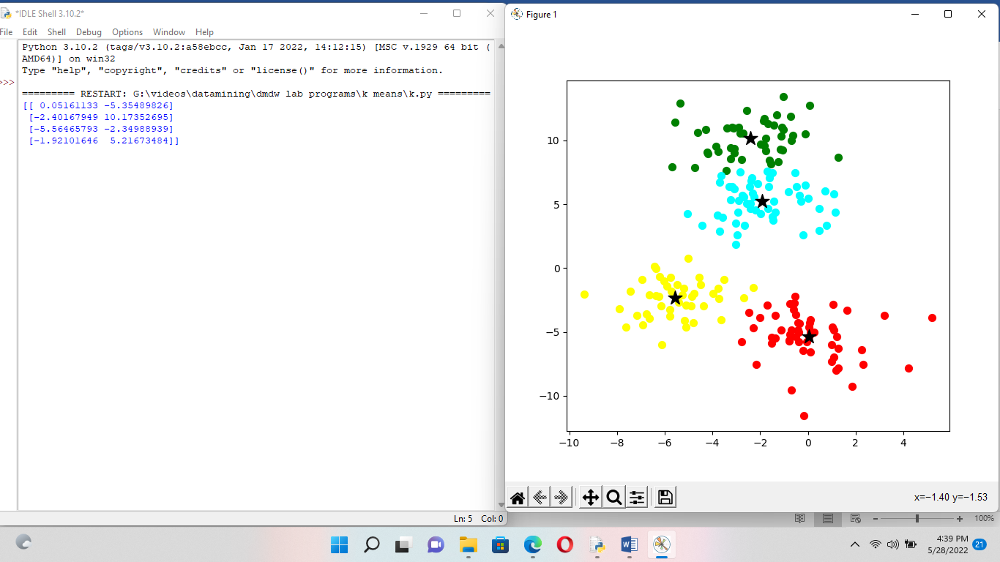 *IDLE Shell 3.10.2*
File Edit Shell Debug Options Window Help
Python 3.10.2 (tags/v3.10.2:a58ebcc, Jan 17 2022, 14:12:15) [MSC v.1929 64 bit (
AMD64)] on win32
Type "help", "copyright", "credits" or "license()" for more information.
>>>
========= RESTART: G:\videos\datamining\dmdw lab programs\k means\k.py =========
[[ 0.05161133 -5.35489826]
[-2.40167949 10.17352695]
[-5.56465793 -2.34988939]
[-1.92101646  5.21673484]]
Ln: 5 Col: 0
Figure 1
10
5
0
−5
−10
−10 −8 −6 −4 −2 0 2 4
x=−1.40 y=−1.53
100%
4:39 PM
5/28/2022
21